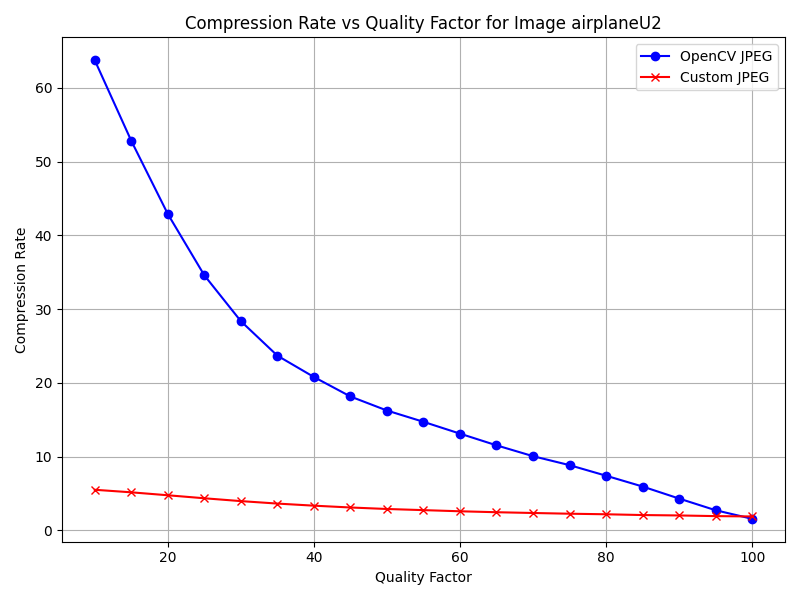 Compression Rate vs Quality Factor for Image airplaneU2
OpenCV JPEG
Custom JPEG
Compression Rate
60
50
40
30
20
10
0
20 40 60 80 100
Quality Factor